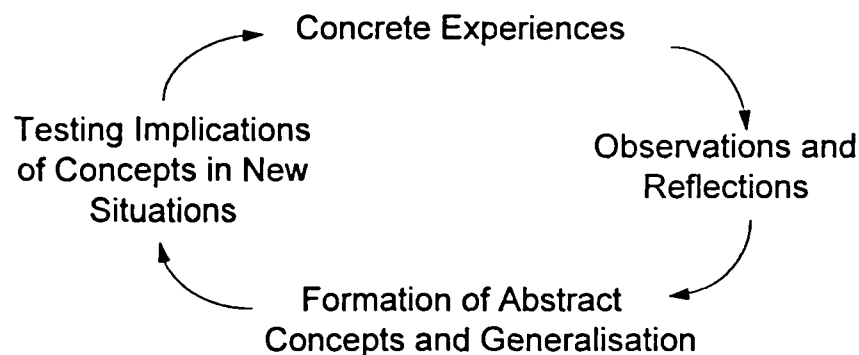 Concrete Experiences
Observations and
Reflections
Formation of Abstract
Concepts and Generalisation
Testing Implications
of Concepts in New
Situations